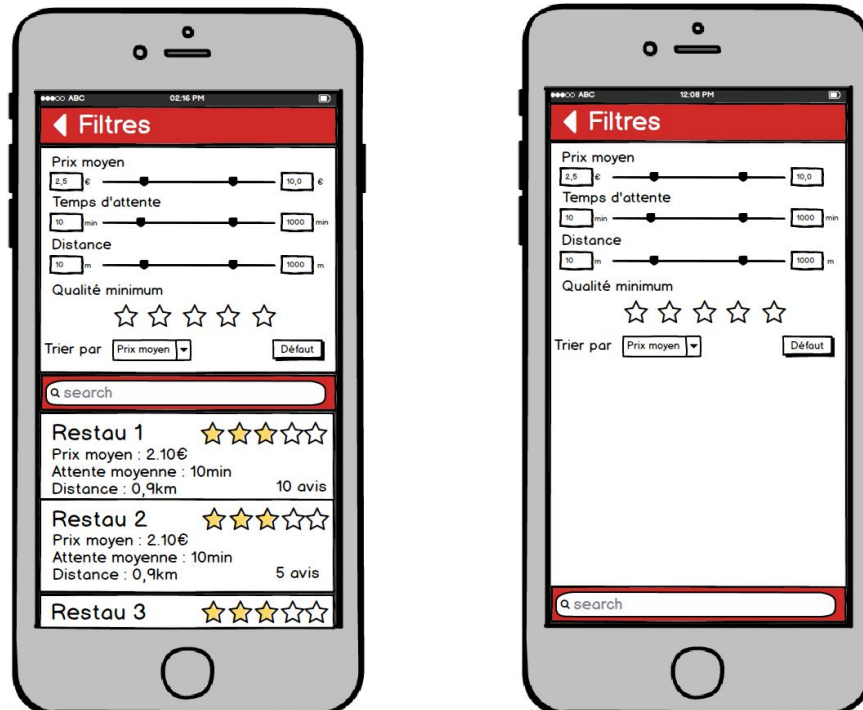 ABC 02:16 PM
Filtres
Prix moyen
2,5 € 10,0 €
Temps d'attente
10 min 1000 min
Distance
10 m 1000 m
Qualité minimum
Trier par Prix moyen Défaut
search
Restau 1
Prix moyen : 2.10€
Attente moyenne : 10min
Distance : 0,9km 10 avis
Restau 2
Prix moyen : 2.10€
Attente moyenne : 10min
Distance : 0,9km 5 avis
Restau 3
ABC 12:08 PM
Filtres
Prix moyen
2,5 € 10,0
Temps d'attente
10 min 1000 min
Distance
10 m 1000 m
Qualité minimum
Trier par Prix moyen Défaut
search